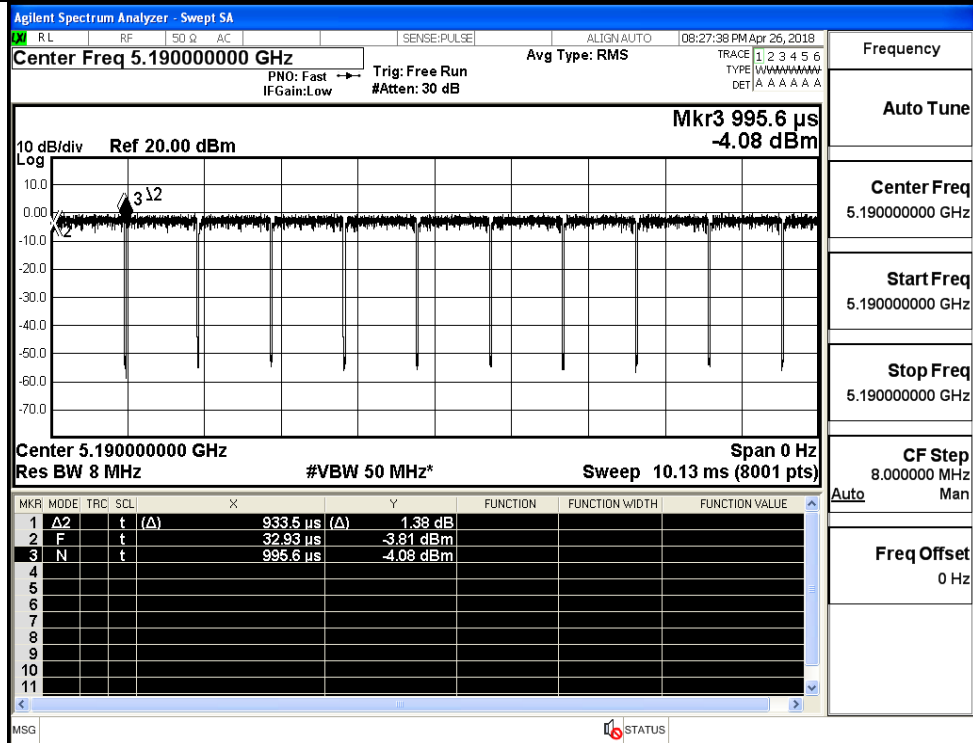 Agilent Spectrum Analyzer - Swept SA
LXI RL RF 50 Ω AC SENSE:PULSE ALIGN AUTO 08:27:38 PM Apr 26, 2018
Center Freq 5.190000000 GHz
PNO: Fast Trig: Free Run
IFGain:Low #Atten: 30 dB
Avg Type: RMS
TRACE 1 2 3 4 5 6
TYPE WWWWWW
DET A A A A A A
Mkr3 995.6 µs
-4.08 dBm
10 dB/div Ref 20.00 dBm
Log
10.0
0.00
-10.0
-20.0
-30.0
-40.0
-50.0
-60.0
-70.0
3 1Δ2
2
Center 5.190000000 GHz Span 0 Hz
Res BW 8 MHz #VBW 50 MHz* Sweep 10.13 ms (8001 pts)
MKR MODE TRC SCL X Y FUNCTION FUNCTION WIDTH FUNCTION VALUE
1 Δ2 t (Δ) 933.5 µs (Δ) 1.38 dB
2 F t 32.93 µs -3.81 dBm
3 N t 995.6 µs -4.08 dBm
4
5
6
7
8
9
10
11
MSG STATUS
Frequency
Auto Tune
Center Freq
5.190000000 GHz
Start Freq
5.190000000 GHz
Stop Freq
5.190000000 GHz
CF Step
8.000000 MHz
Auto Man
Freq Offset
0 Hz